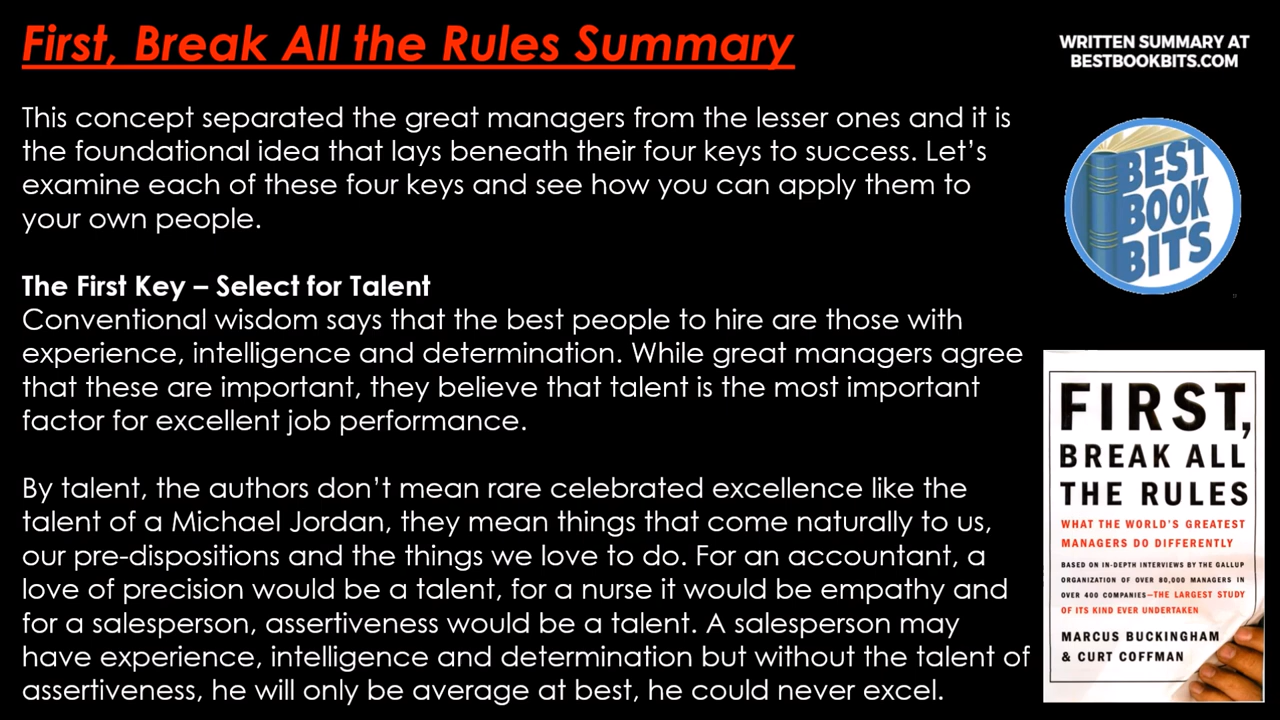 First, Break All the Rules Summary
WRITTEN SUMMARY AT
BESTBOOKBITS.COM
This concept separated the great managers from the lesser ones and it is
the foundational idea that lays beneath their four keys to success. Let’s
examine each of these four keys and see how you can apply them to
your own people.
The First Key – Select for Talent
Conventional wisdom says that the best people to hire are those with
experience, intelligence and determination. While great managers agree
that these are important, they believe that talent is the most important
factor for excellent job performance.
By talent, the authors don’t mean rare celebrated excellence like the
talent of a Michael Jordan, they mean things that come naturally to us,
our pre-dispositions and the things we love to do. For an accountant, a
love of precision would be a talent, for a nurse it would be empathy and
for a salesperson, assertiveness would be a talent. A salesperson may
have experience, intelligence and determination but without the talent of
assertiveness, he will only be average at best, he could never excel.
BEST
BOOK
BITS
FIRST,
BREAK ALL
THE RULES
WHAT THE WORLD'S GREATEST
MANAGERS DO DIFFERENTLY
BASED ON IN-DEPTH INTERVIEWS BY THE GALLUP
ORGANIZATION OF OVER 80,000 MANAGERS IN
OVER 400 COMPANIES—THE LARGEST STUDY
OF ITS KIND EVER UNDERTAKEN
MARCUS BUCKINGHAM
& CURT COFFMAN